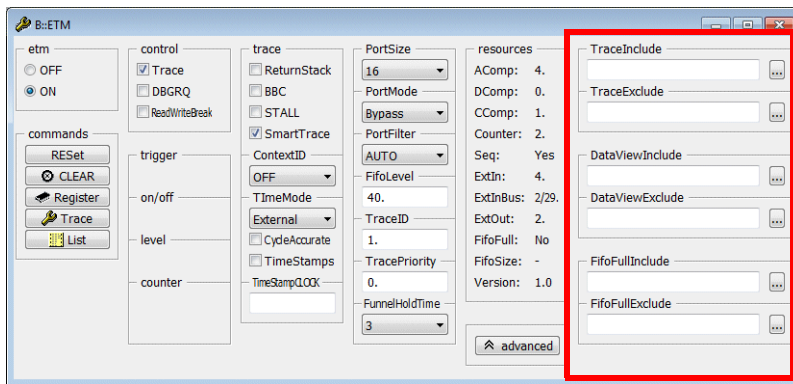 B::ETM
etm
OFF
ON
commands
RESet
CLEAR
Register
Trace
List
control
Trace
DBGRQ
ReadWriteBreak
trigger
on/off
level
counter
trace
ReturnStack
BBC
STALL
SmartTrace
ContextID
OFF
TImeMode
External
CycleAccurate
TimeStamps
TimeStampCLOCK
PortSize
16
PortMode
Bypass
PortFilter
AUTO
FifoLevel
40.
TraceID
1.
TracePriority
0.
FunnelHoldTime
3
resources
AComp: 4.
DComp: 0.
CComp: 1.
Counter: 2.
Seq: Yes
ExtIn: 4.
ExtInBus: 2/29.
ExtOut: 2.
FifoFull: No
FifoSize: -
Version: 1.0
advanced
TraceInclude
...
TraceExclude
...
DataViewInclude
...
DataViewExclude
...
FifoFullInclude
...
FifoFullExclude
...